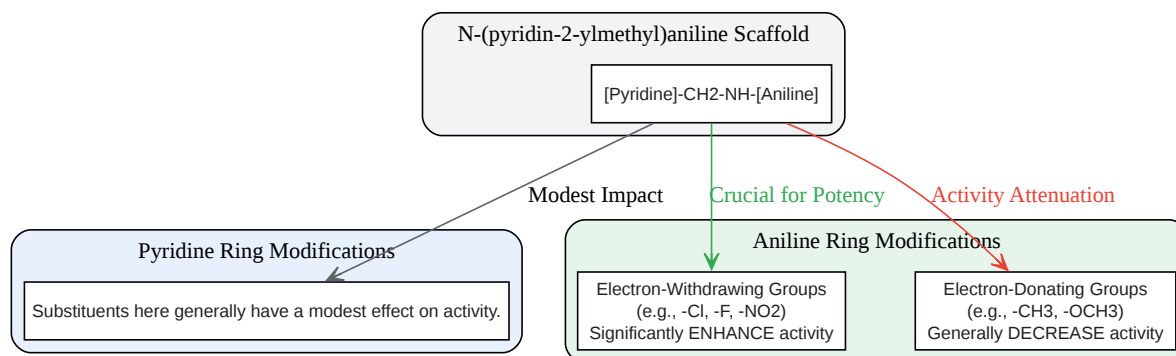 N-(pyridin-2-ylmethyl)aniline Scaffold
[Pyridine]-CH2-NH-[Aniline]
Modest Impact
Crucial for Potency
Activity Attenuation
Pyridine Ring Modifications
Substituents here generally have a modest effect on activity.
Aniline Ring Modifications
Electron-Withdrawing Groups
(e.g., -Cl, -F, -NO2)
Significantly ENHANCE activity
Electron-Donating Groups
(e.g., -CH3, -OCH3)
Generally DECREASE activity